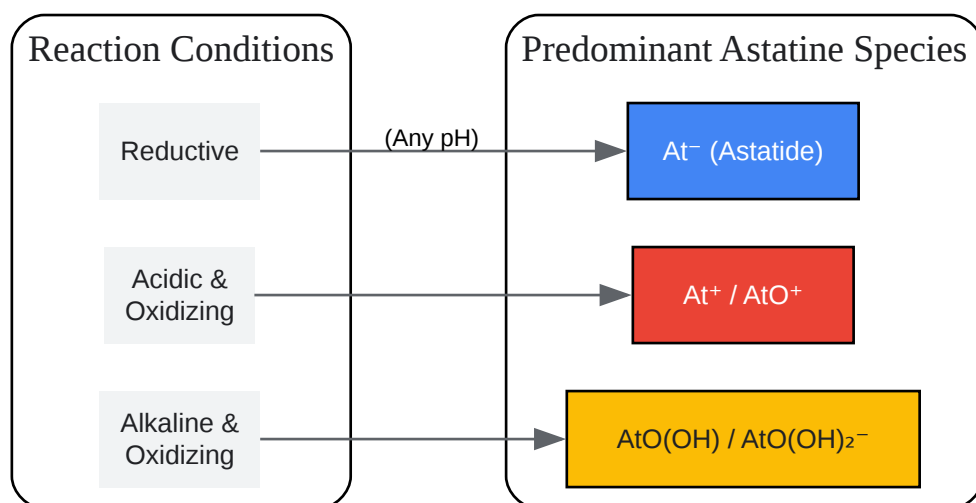 Reaction Conditions
Predominant Astatine Species
Reductive
(Any pH)
At⁻ (Astatide)
Acidic &
Oxidizing
At⁺ / AtO⁺
Alkaline &
Oxidizing
AtO(OH) / AtO(OH)₂⁻